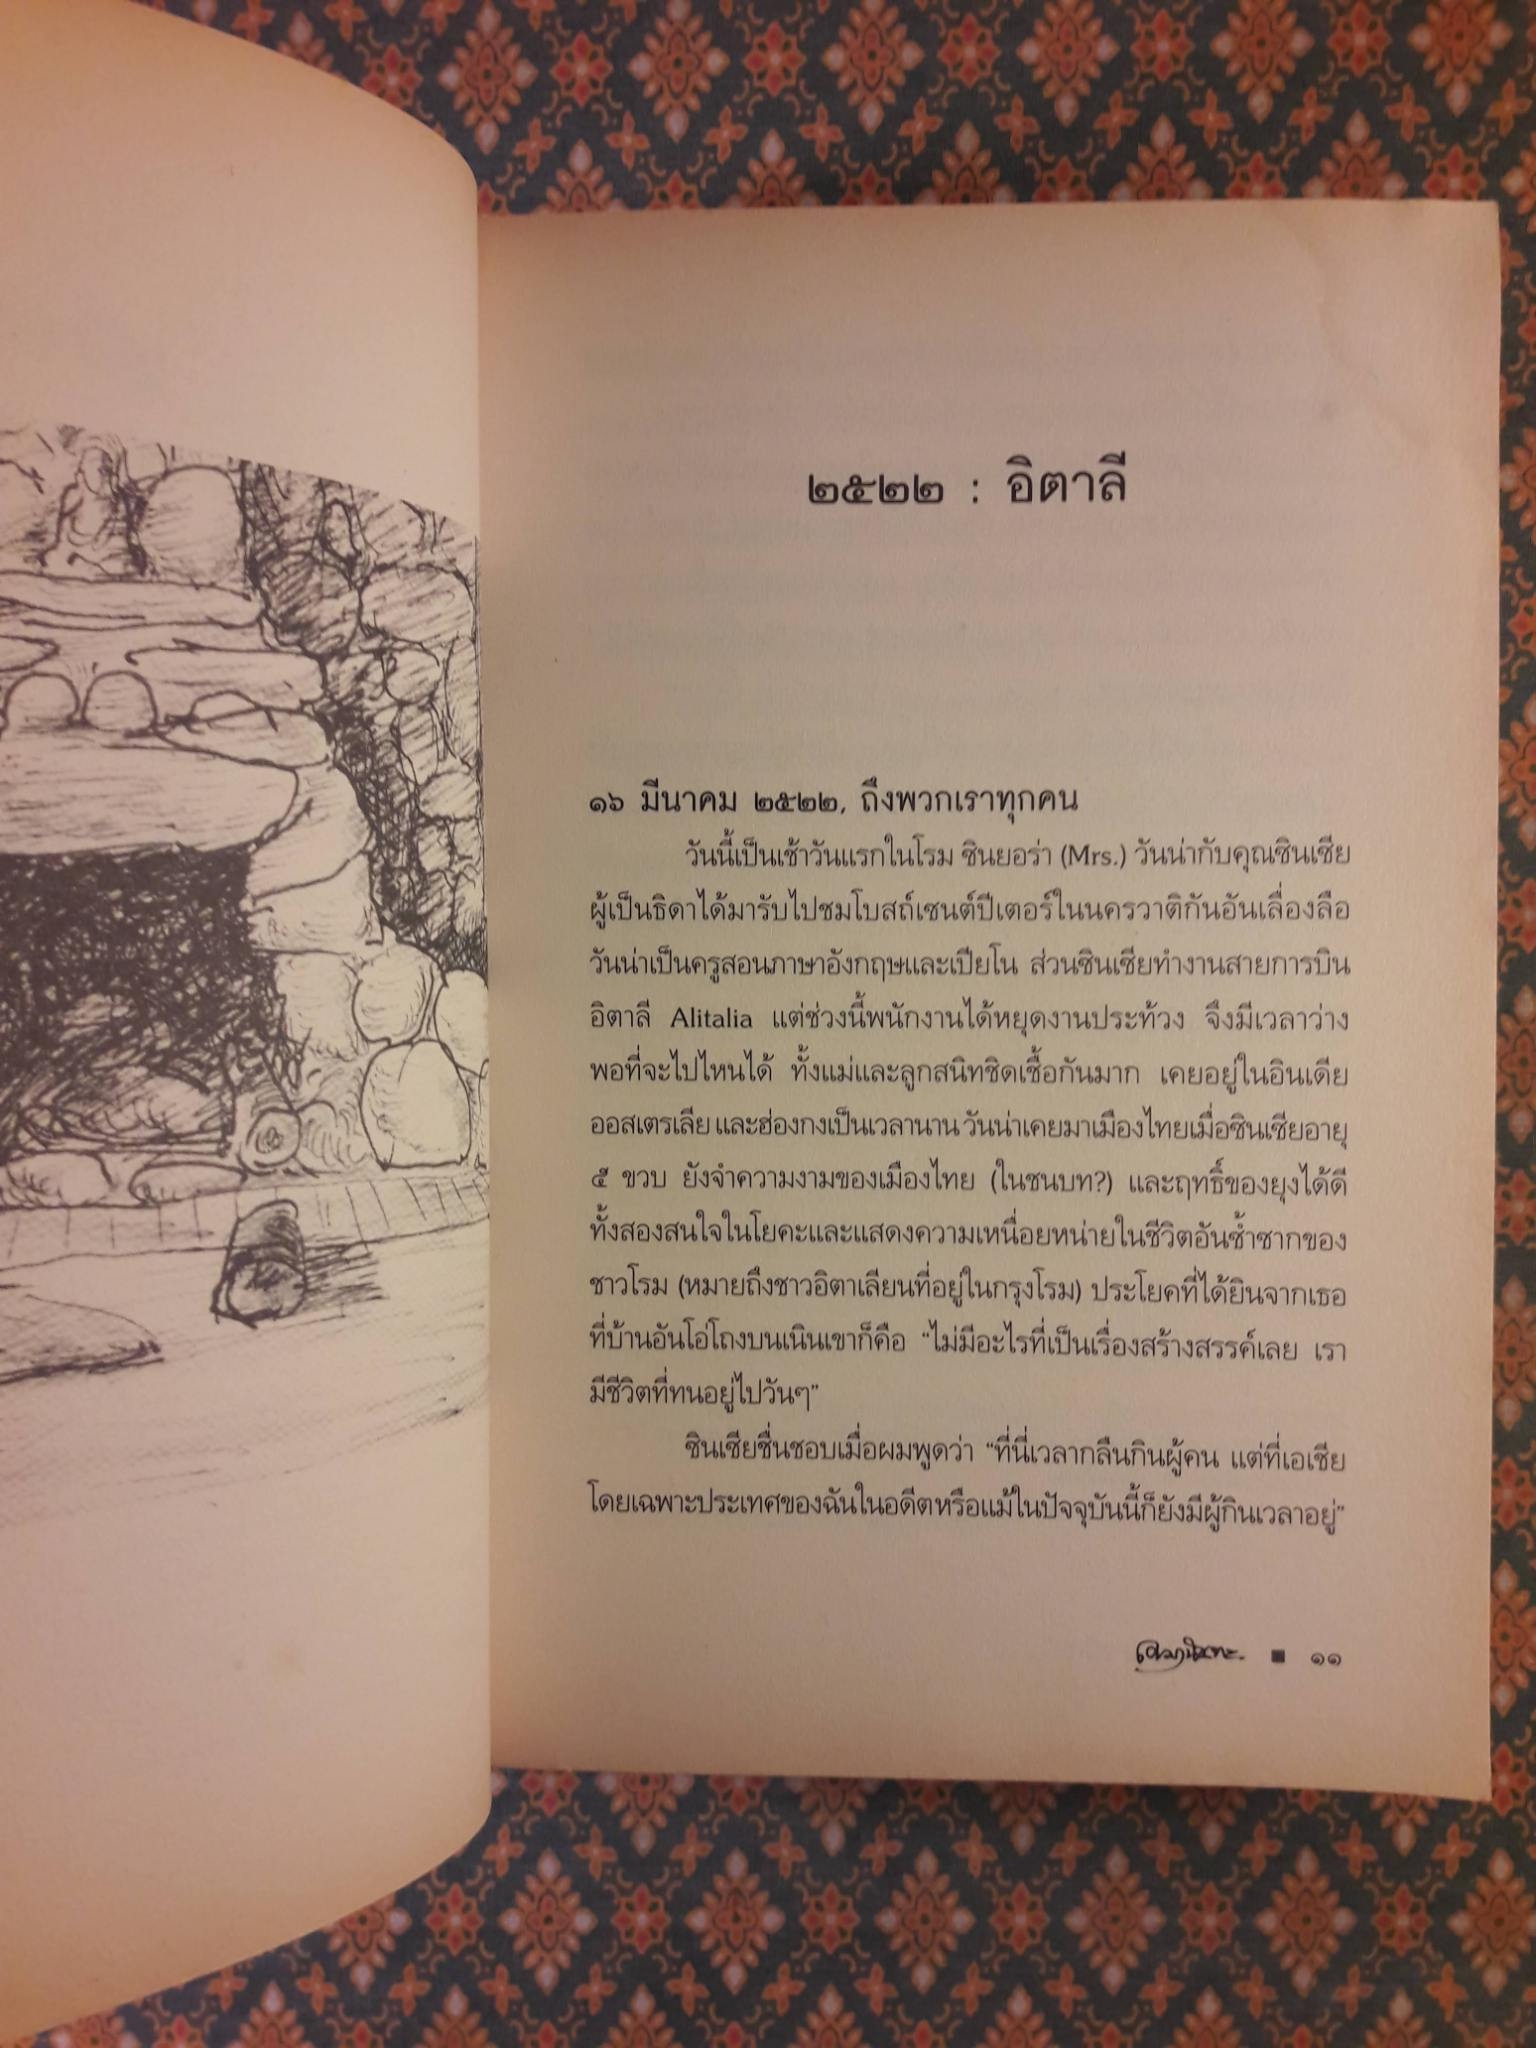 ๒๕๒๒ : อิตาลี
๑๖ มีนาคม ๒๕๒๒, ถึงพวกเราทุกคน
วันนี้เป็นเช้าวันแรกในโรม ซินยอร่า (Mrs.) วันน่ากับคุณซินเซีย
ผู้เป็นธิดาได้มารับไปชมโบสถ์เซนต์ปีเตอร์ในนครวาติกันอันเลื่องลือ
วันน่าเป็นครูสอนภาษาอังกฤษและเปียโน ส่วนซินเซียทำงานสายการบิน
อิตาลี Alitalia แต่ช่วงนี้พนักงานได้หยุดงานประท้วง จึงมีเวลาว่าง
พอที่จะไปไหนได้ ทั้งแม่และลูกสนิทชิดเชื้อกันมาก เคยอยู่ในอินเดีย
ออสเตรเลีย และฮ่องกงเป็นเวลานาน วันน่าเคยมาเมืองไทยเมื่อซินเซียอายุ
๕ ขวบ ยังจำความงามของเมืองไทย (ในชนบท?) และฤทธิ์ของยุงได้ดี
ทั้งสองสนใจในโยคะและแสดงความเหนื่อยหน่ายในชีวิตอันซ้ำซากของ
ชาวโรม (หมายถึงชาวอิตาเลียนที่อยู่ในกรุงโรม) ประโยคที่ได้ยินจากเธอ
ที่บ้านอันโอ่โถงบนเนินเขาก็คือ "ไม่มีอะไรที่เป็นเรื่องสร้างสรรค์เลย เรา
มีชีวิตที่ทนอยู่ไปวันๆ"
ซินเซียชื่นชอบเมื่อผมพูดว่า "ที่นี่เวลากลืนกินผู้คน แต่ที่เอเชีย
โดยเฉพาะประเทศของฉันในอดีตหรือแม้ในปัจจุบันนี้ก็ยังมีผู้กินเวลาอยู่"
■ ๑๑